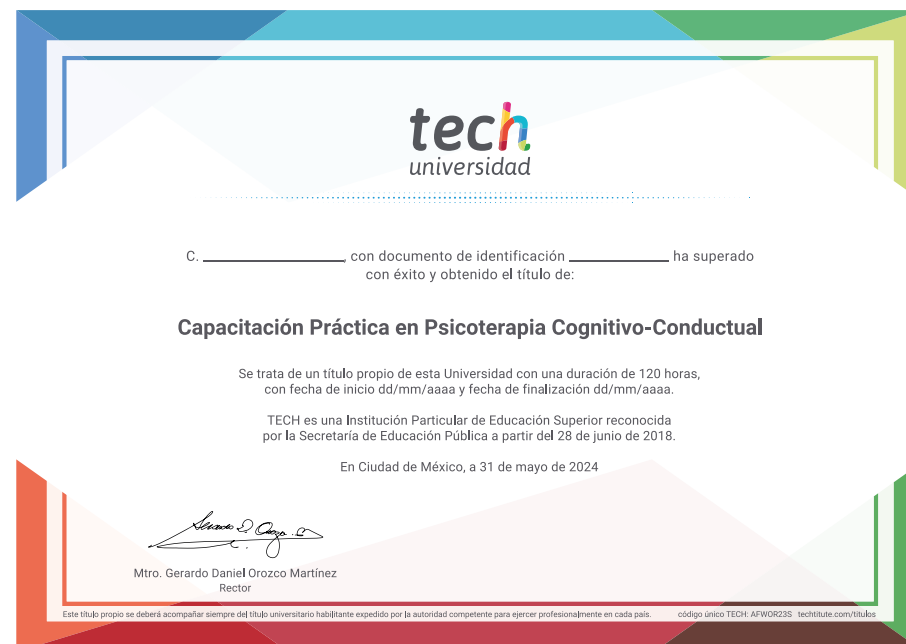 tech
universidad
C. ____________, con documento de identificación ____________ ha superado
con éxito y obtenido el título de:
Capacitación Práctica en Psicoterapia Cognitivo-Conductual
Se trata de un título propio de esta Universidad con una duración de 120 horas,
con fecha de inicio dd/mm/aaaa y fecha de finalización dd/mm/aaaa.
TECH es una Institución Particular de Educación Superior reconocida
por la Secretaría de Educación Pública a partir del 28 de junio de 2018.
En Ciudad de México, a 31 de mayo de 2024
Mtro. Gerardo Daniel Orozco Martínez
Rector
Este título propio se deberá acompañar siempre del título universitario habilitante expedido por la autoridad competente para ejercer profesionalmente en cada país. código único TECH: AFWOR23S techtitute.com/titulos